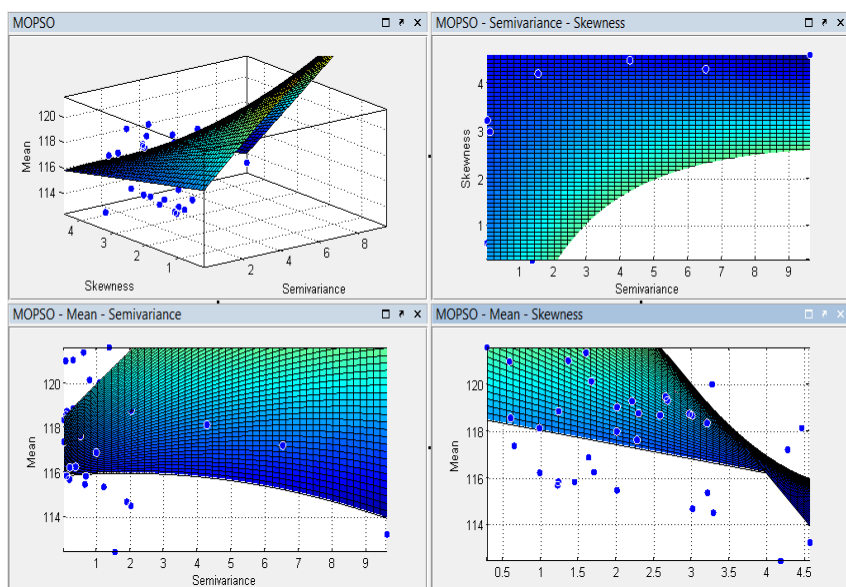 MOPSO
120
118
116
114
Mean
4
3
2
1
Skewness
2
4
6
8
Semivariance
MOPSO - Semivariance - Skewness
4
3
2
1
Skewness
1 2 3 4 5 6 7 8 9
Semivariance
MOPSO - Mean - Semivariance
120
118
116
114
Mean
1 2 3 4 5 6 7 8 9
Semivariance
MOPSO - Mean - Skewness
120
118
116
114
Mean
0.5 1 1.5 2 2.5 3 3.5 4 4.5
Skewness